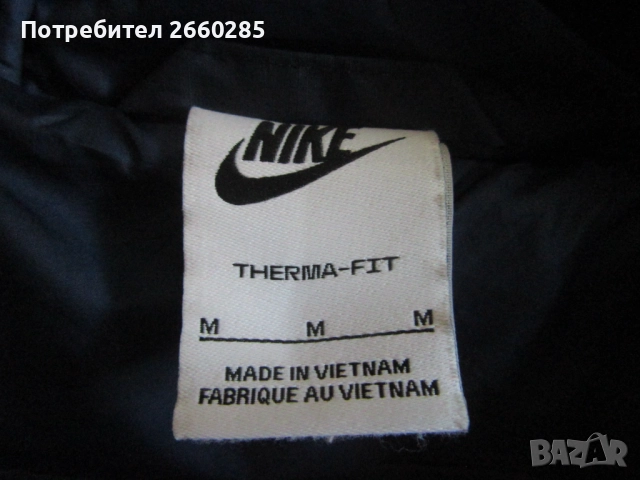 Потребител 2660285
NIKE
THERMA-FIT
M M M
MADE IN VIETNAM
FABRIQUE AU VIETNAM
BAZAR